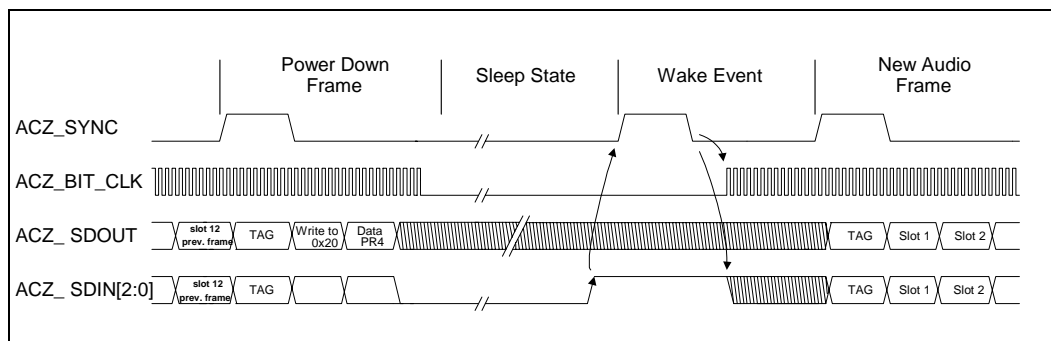 Power Down
Frame
Sleep State
Wake Event
New Audio
Frame
ACZ_SYNC
ACZ_BIT_CLK
ACZ_ SDOUT
slot 12
prev. frame
TAG
Write to
0x20
Data
PR4
TAG
Slot 1
Slot 2
ACZ_ SDIN[2:0]
slot 12
prev. frame
TAG
TAG
Slot 1
Slot 2